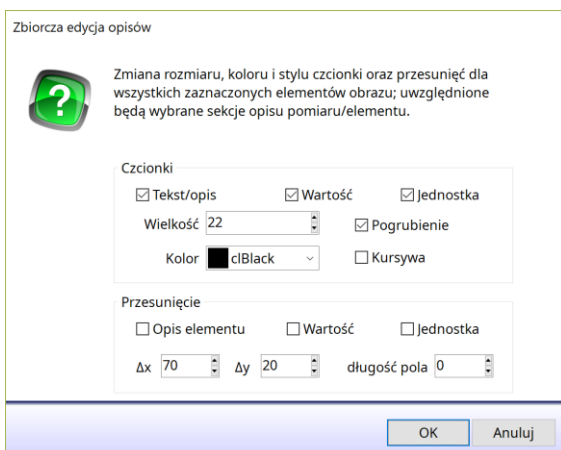 Zbiorcza edycja opisów
Zmiana rozmiaru, koloru i stylu czcionki oraz przesunięć dla
wszystkich zaznaczonych elementów obrazu; uwzględnione
będą wybrane sekcje opisu pomiaru/elementu.
Czcionki
Tekst/opis Wartość Jednostka
Wielkość 22 Pogrubienie
Kolor clBlack Kursywa
Przesunięcie
Opis elementu Wartość Jednostka
Δx 70 Δy 20 długość pola 0
OK Anuluj